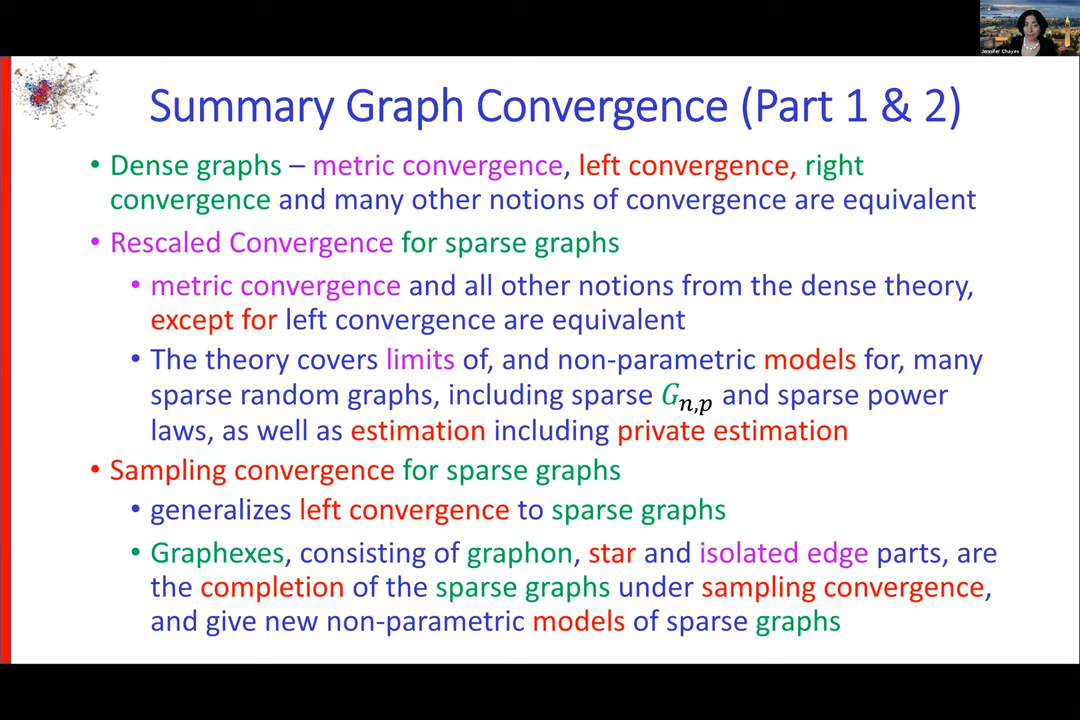 Jennifer Chayes
Summary Graph Convergence (Part 1 & 2)
• Dense graphs – metric convergence, left convergence, right
convergence and many other notions of convergence are equivalent
• Rescaled Convergence for sparse graphs
• metric convergence and all other notions from the dense theory,
except for left convergence are equivalent
• The theory covers limits of, and non-parametric models for, many
sparse random graphs, including sparse Gₙ,ₚ and sparse power
laws, as well as estimation including private estimation
• Sampling convergence for sparse graphs
• generalizes left convergence to sparse graphs
• Graphexes, consisting of graphon, star and isolated edge parts, are
the completion of the sparse graphs under sampling convergence,
and give new non-parametric models of sparse graphs